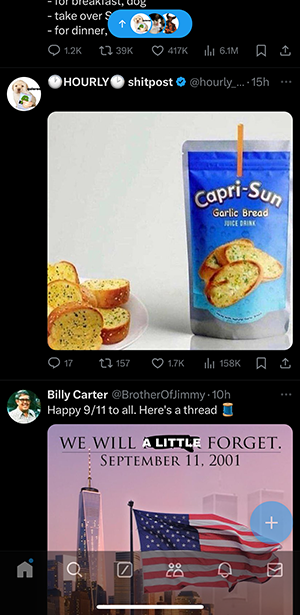 - for breakfast, dog
- take over S
- for dinner,
1.2K 39K 417K 6.1M
HOURLY shitpost @hourly_... · 15h
Capri-Sun
Garlic Bread
JUICE DRINK
17 157 1.7K 158K
Billy Carter @BrotherOfJimmy · 10h
Happy 9/11 to all. Here's a thread
WE WILL A LITTLE FORGET.
SEPTEMBER 11, 2001